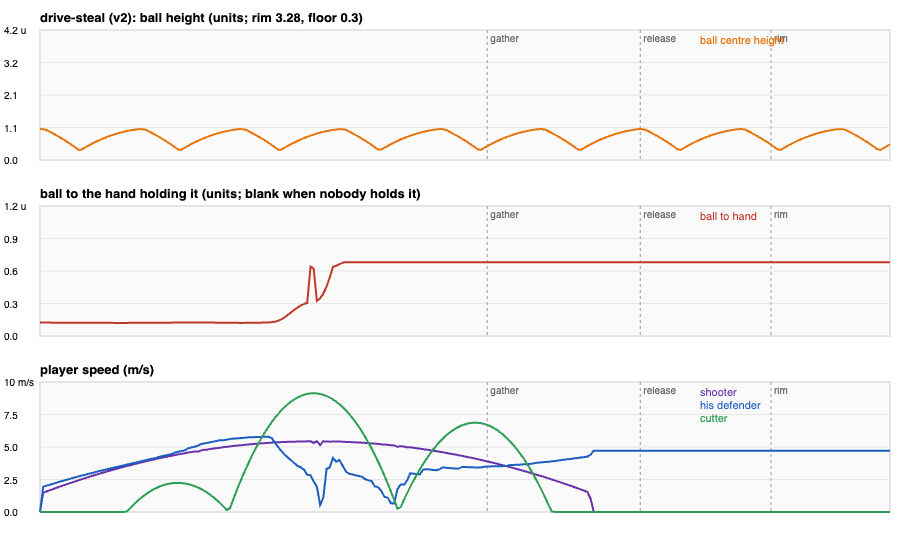 drive-steal (v2): ball height (units; rim 3.28, floor 0.3)
4.2 u
gather
release
ball centre height
rim
3.2
2.1
1.1
0.0
ball to the hand holding it (units; blank when nobody holds it)
1.2 u
gather
release
ball to hand
rim
0.9
0.6
0.3
0.0
player speed (m/s)
10 m/s
gather
release
shooter
rim
his defender
cutter
7.5
5.0
2.5
0.0